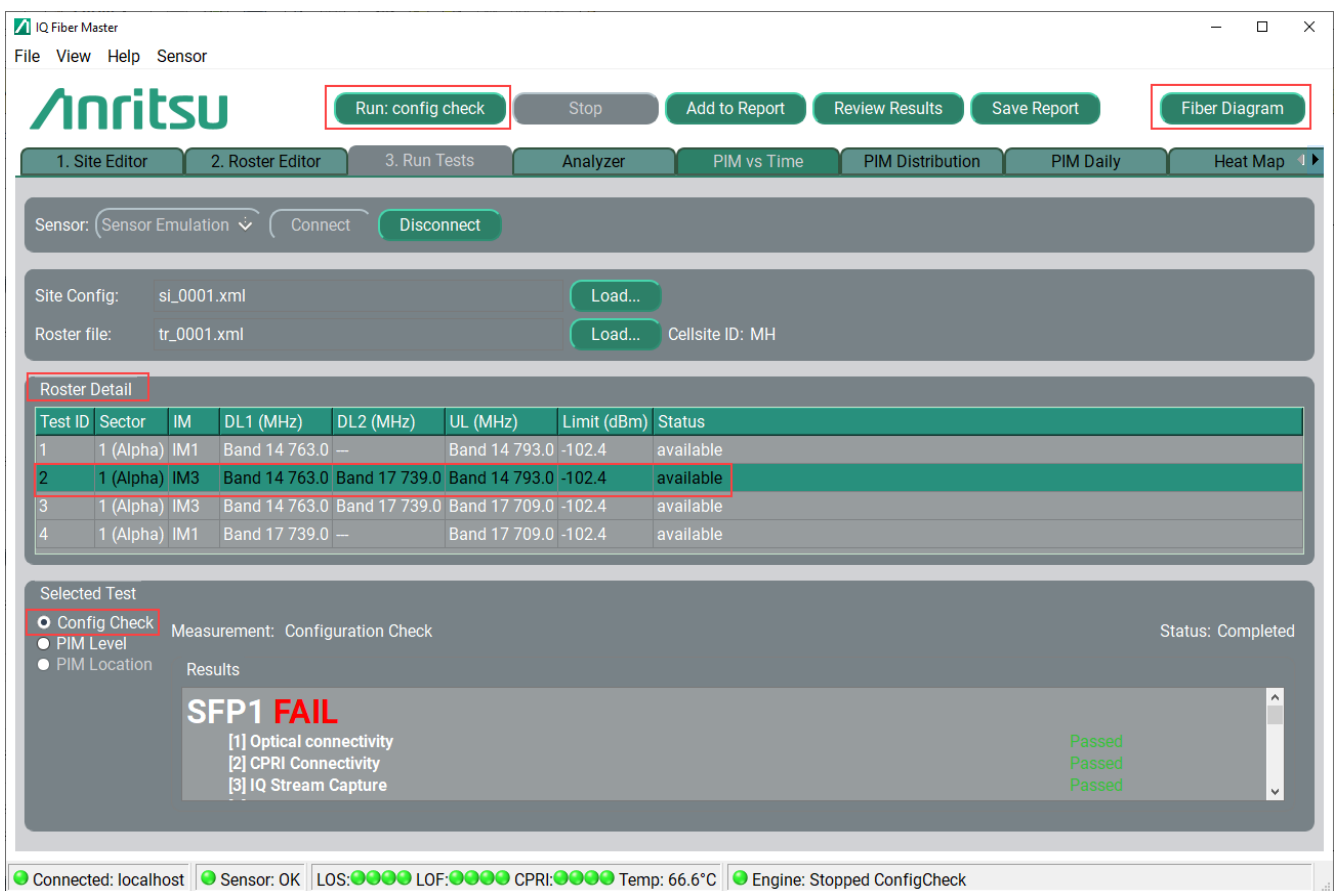 IQ Fiber Master
File View Help Sensor
Anritsu Run: config check Stop Add to Report Review Results Save Report Fiber Diagram
1. Site Editor 2. Roster Editor 3. Run Tests Analyzer PIM vs Time PIM Distribution PIM Daily Heat Map
Sensor: Sensor Emulation Connect Disconnect
Site Config: si_0001.xml Load...
Roster file: tr_0001.xml Load... Cellsite ID: MH
Roster Detail
Test ID Sector IM DL1 (MHz) DL2 (MHz) UL (MHz) Limit (dBm) Status
1 1 (Alpha) IM1 Band 14 763.0 --- Band 14 793.0 -102.4 available
2 1 (Alpha) IM3 Band 14 763.0 Band 17 739.0 Band 14 793.0 -102.4 available
3 1 (Alpha) IM3 Band 14 763.0 Band 17 739.0 Band 17 709.0 -102.4 available
4 1 (Alpha) IM1 Band 17 739.0 --- Band 17 709.0 -102.4 available
Selected Test
Config Check
Measurement: Configuration Check Status: Completed
PIM Level
PIM Location
Results
SFP1 FAIL
[1] Optical connectivity Passed
[2] CPRI Connectivity Passed
[3] IQ Stream Capture Passed
Connected: localhost Sensor: OK LOS: LOF: CPRI: Temp: 66.6°C Engine: Stopped ConfigCheck